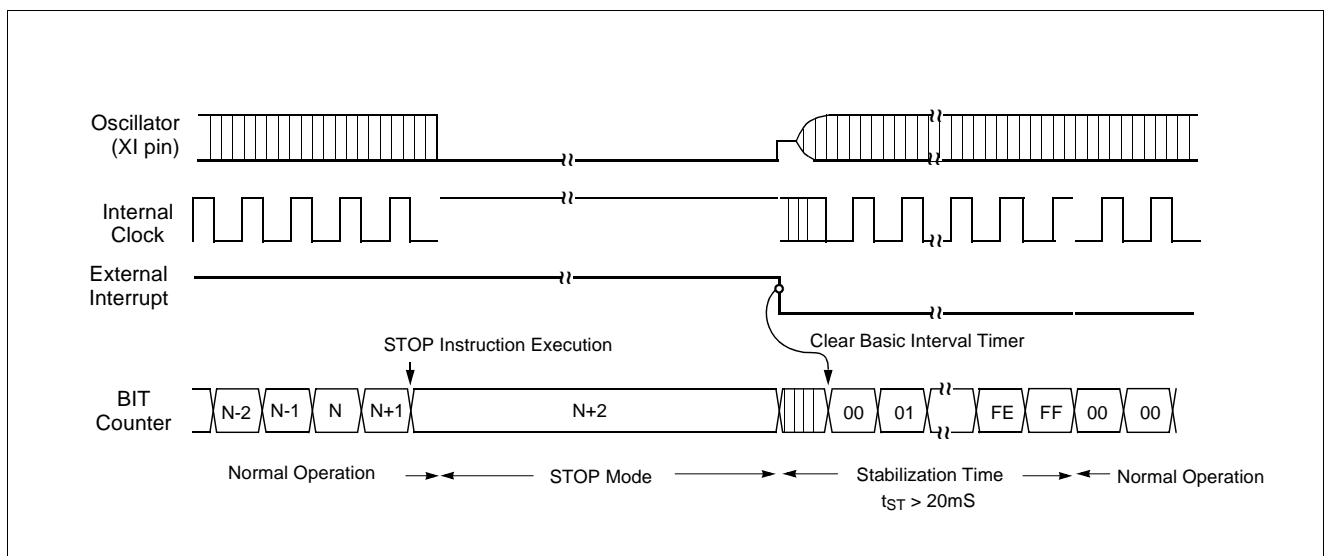 Oscillator
(XI pin)
Internal
Clock
External
Interrupt
STOP Instruction Execution
Clear Basic Interval Timer
BIT
Counter
N-2 N-1 N N+1 N+2 00 01 FE FF 00 00
Normal Operation STOP Mode Stabilization Time Normal Operation
tST > 20mS